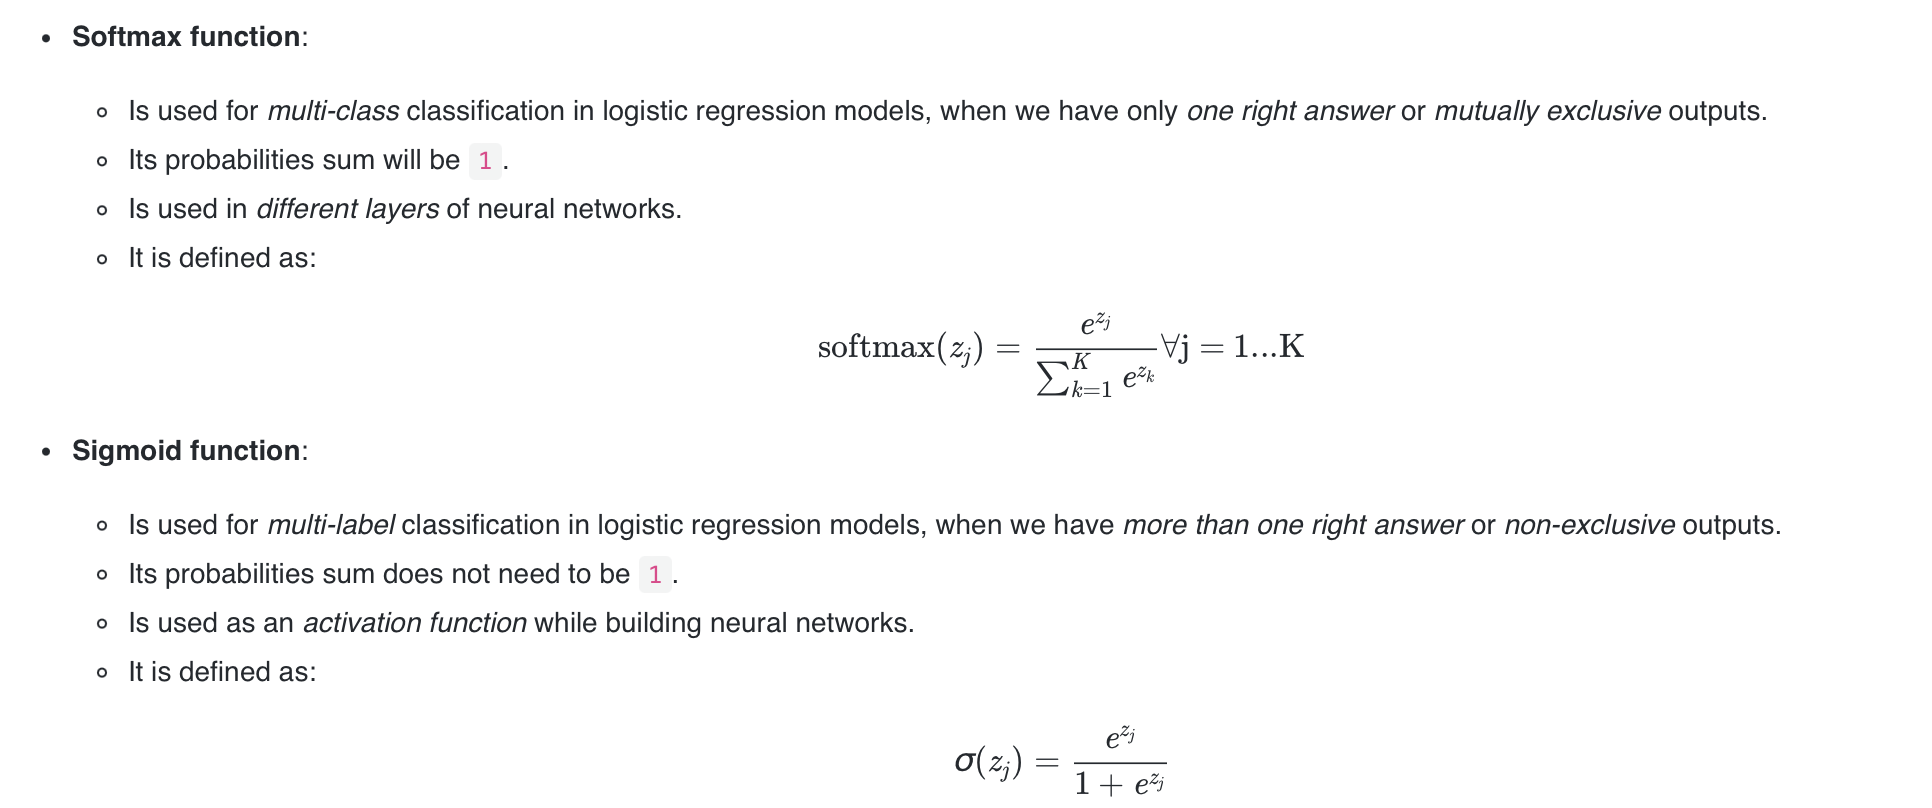 • Softmax function:
◦ Is used for multi-class classification in logistic regression models, when we have only one right answer or mutually exclusive outputs.
◦ Its probabilities sum will be 1.
◦ Is used in different layers of neural networks.
◦ It is defined as:
softmax(z_j) = \frac{e^{z_j}}{\sum_{k=1}^{K} e^{z_k}} ∀j = 1...K
• Sigmoid function:
◦ Is used for multi-label classification in logistic regression models, when we have more than one right answer or non-exclusive outputs.
◦ Its probabilities sum does not need to be 1.
◦ Is used as an activation function while building neural networks.
◦ It is defined as:
σ(z_j) = \frac{e^{z_j}}{1 + e^{z_j}}